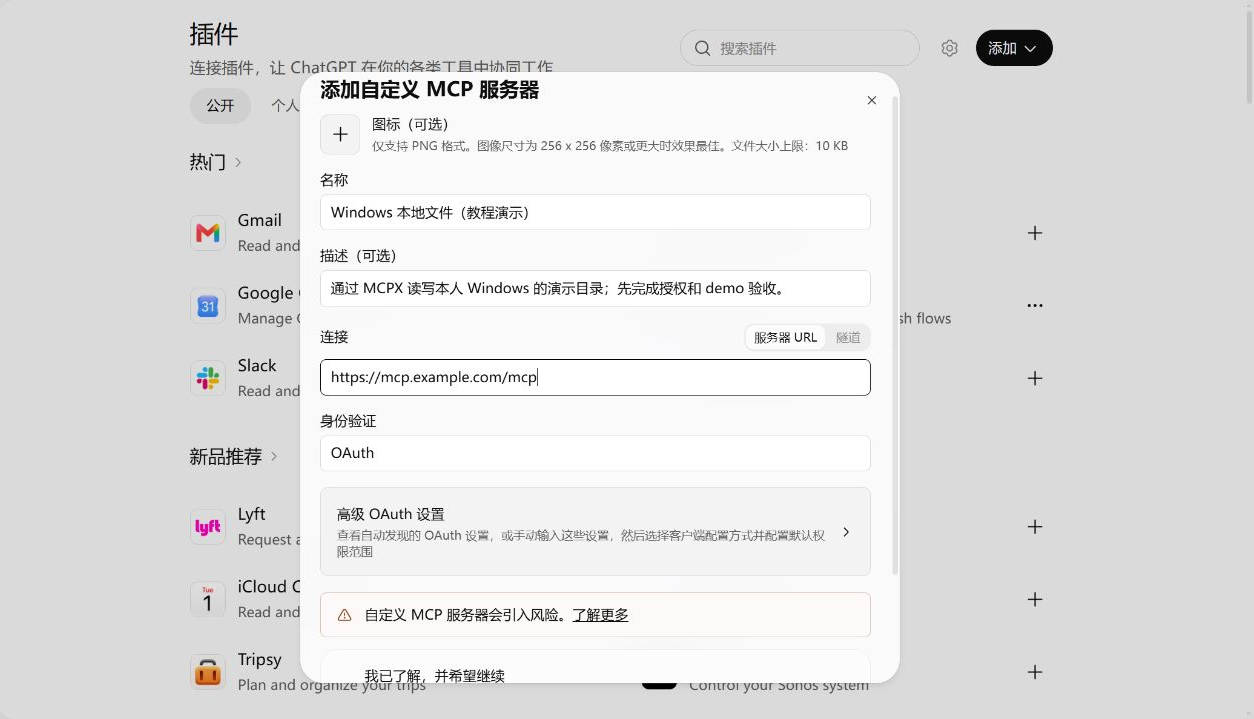 插件
搜索插件
添加
连接插件，让 ChatGPT 在你的各类工具中协同工作
公开
个人
热门
Gmail
Read and
Google
Manage
sh flows
Slack
Read and
新品推荐
Lyft
Request a
Tue
1
iCloud C
Read and
Tripsy
Plan and organize your trips
Control your Sonos system
31
lyft
添加自定义 MCP 服务器
图标（可选）
仅支持 PNG 格式。图像尺寸为 256 x 256 像素或更大时效果最佳。文件大小上限：10 KB
名称
Windows 本地文件（教程演示）
描述（可选）
通过 MCPX 读写本人 Windows 的演示目录；先完成授权和 demo 验收。
连接
服务器 URL
隧道
https://mcp.example.com/mcp
身份验证
OAuth
高级 OAuth 设置
查看自动发现的 OAuth 设置，或手动输入这些设置，然后选择客户端配置方式并配置默认权
限范围
自定义 MCP 服务器会引入风险。了解更多
我已了解，并希望继续